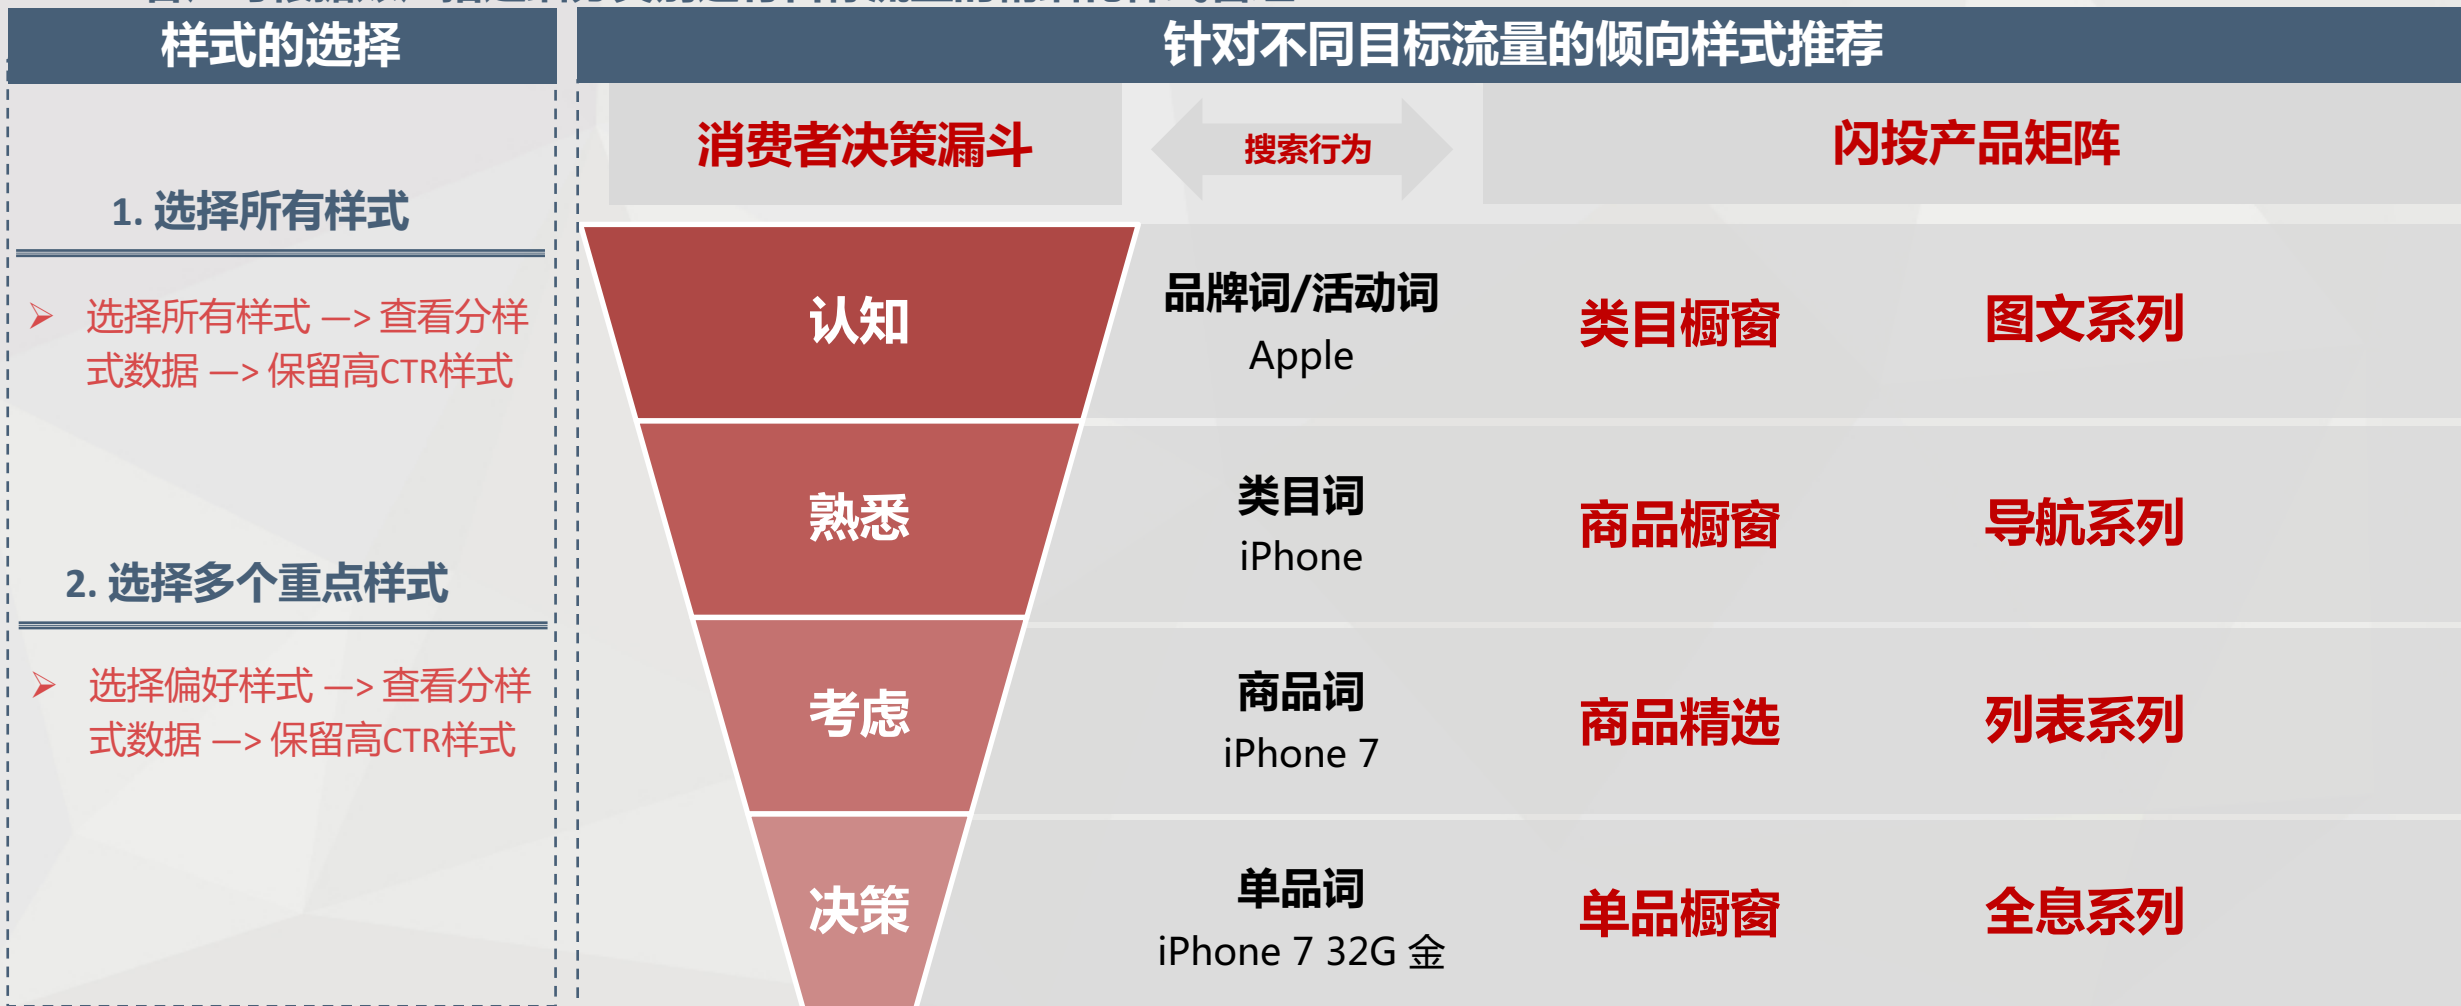 样式的选择
1. 选择所有样式
选择所有样式 —> 查看分样
式数据 —> 保留高CTR样式
2. 选择多个重点样式
选择偏好样式 —> 查看分样
式数据 —> 保留高CTR样式
针对不同目标流量的倾向样式推荐
消费者决策漏斗
搜索行为
闪投产品矩阵
认知
品牌词/活动词
Apple
类目橱窗
图文系列
熟悉
类目词
iPhone
商品橱窗
导航系列
考虑
商品词
iPhone 7
商品精选
列表系列
决策
单品词
iPhone 7 32G 金
单品橱窗
全息系列